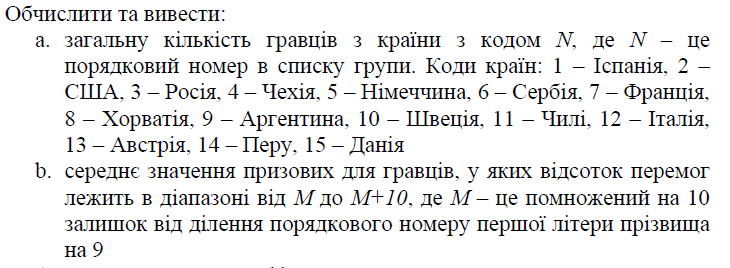 Обчислити та вивести:
a. загальну кількість гравців з країни з кодом N, де N – це
порядковий номер в списку групи. Коди країн: 1 – Іспанія, 2 –
США, 3 – Росія, 4 – Чехія, 5 – Німеччина, 6 – Сербія, 7 – Франція,
8 – Хорватія, 9 – Аргентина, 10 – Швеція, 11 – Чилі, 12 – Італія,
13 – Австрія, 14 – Перу, 15 – Данія
b. середнє значення призових для гравців, у яких відсоток перемог
лежить в діапазоні від M до M+10, де M – це помножений на 10
залишок від ділення порядкового номеру першої літери прізвища
на 9